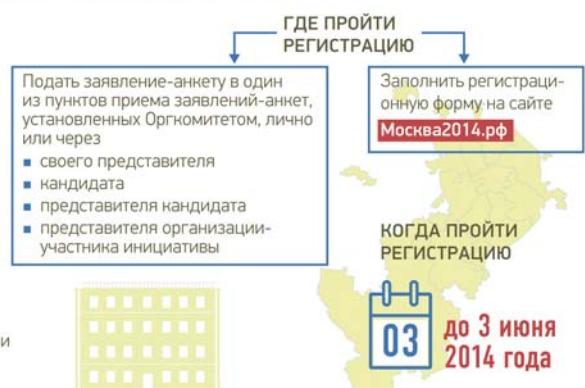 ГДЕ ПРОЙТИ
РЕГИСТРАЦИЮ
Подать заявление-анкету в один
из пунктов приема заявлений-анкет,
установленных Оргкомитетом, лично
или через
своего представителя
кандидата
представителя кандидата
представителя организации-
участника инициативы
Заполнить регистраци-
онную форму на сайте
Москва2014.рф
КОГДА ПРОЙТИ
РЕГИСТРАЦИЮ
03
до 3 июня
2014 года